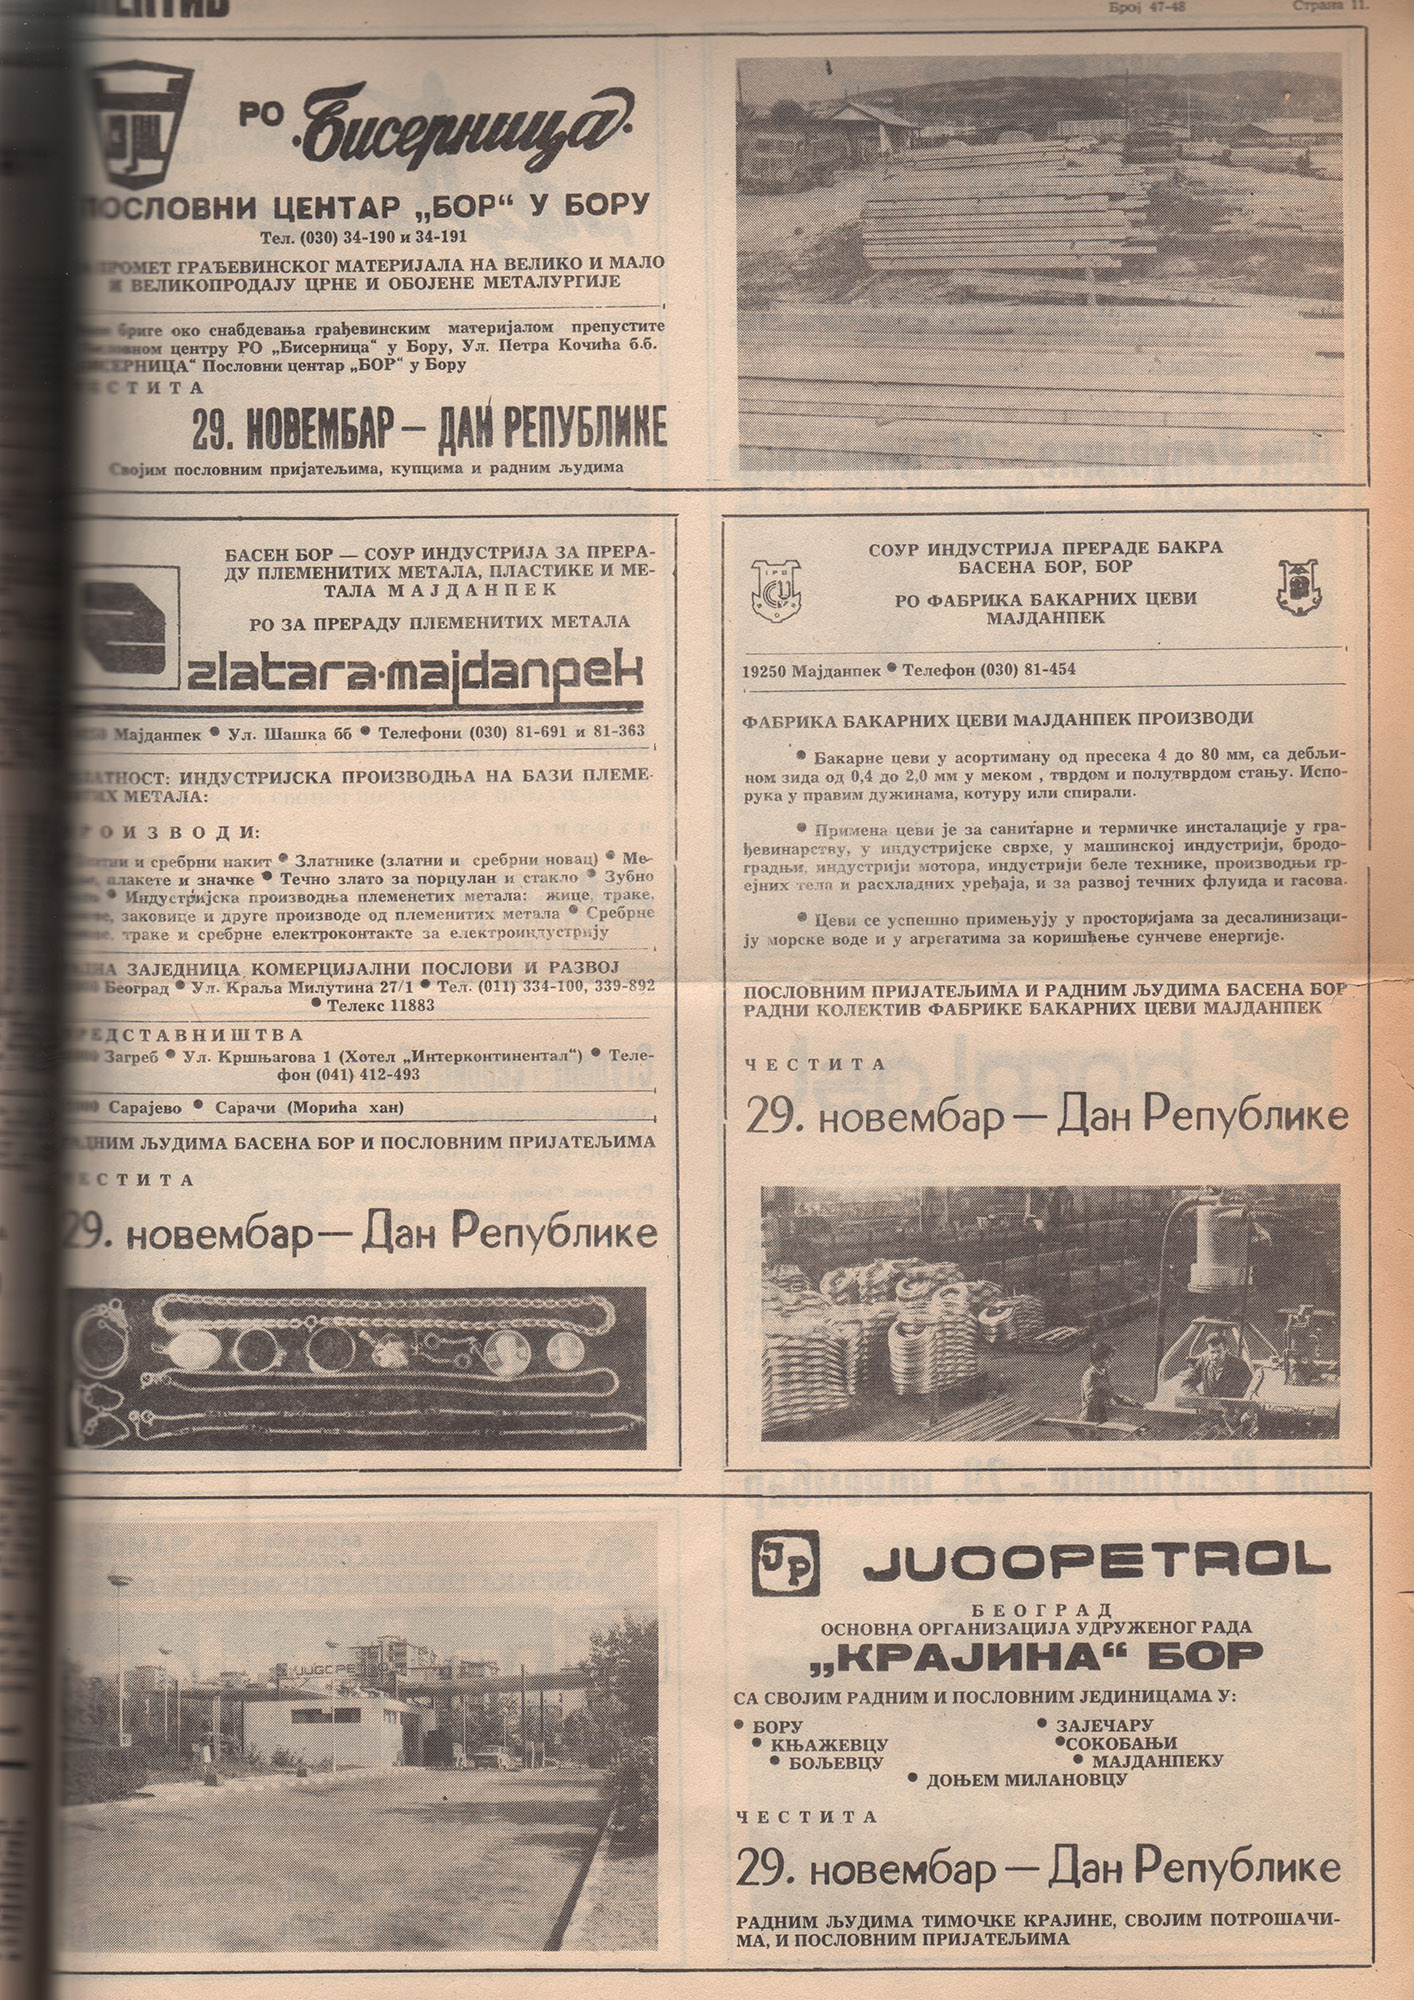 Број 47-48
Страна 11.
РО „Бисерница“
ПОСЛОВНИ ЦЕНТАР „БОР“ У БОРУ
Тел. (030) 34-190 и 34-191
ПРОМЕТ ГРАЂЕВИНСКОГ МАТЕРИЈАЛА НА ВЕЛИКО И МАЛО
И ВЕЛИКОПРОДАЈУ ЦРНЕ И ОБОЈЕНЕ МЕТАЛУРГИЈЕ
бриге око снабдевања грађевинским материјалом препустите
центру РО „Бисерница“ у Бору, Ул. Петра Кочића б.б.
Пословни центар „БОР“ у Бору
29. НОВЕМБАР — ДАН РЕПУБЛИКЕ
Својим пословним пријатељима, купцима и радним људима
БАСЕН БОР — СОУР ИНДУСТРИЈА ЗА ПРЕРА-
ДУ ПЛЕМЕНИТИХ МЕТАЛА, ПЛАСТИКЕ И МЕ-
ТАЛА М А Ј Д А Н П Е К
РО ЗА ПРЕРАДУ ПЛЕМЕНИТИХ МЕТАЛА
zlatara·majdanpek
Мајданпек ● Ул. Шашка бб ● Телефони (030) 81-691 и 81-363
ИНДУСТРИЈСКА ПРОИЗВОДЊА НА БАЗИ ПЛЕМЕ-
МЕТАЛА:
и сребрни накит ● Златнике (златни и сребрни новац) ● Ме-
плакете и значке ● Течно злато за порцулан и стакло ● Зубно
● Индустријска производња племенетих метала: жице, траке,
заковице и друге производе од племенитих метала ● Сребрне
траке и сребрне електроконтакте за електроиндустрију
ЗАЈЕДНИЦА КОМЕРЦИЈАЛНИ ПОСЛОВИ И РАЗВОЈ
Београд ● Ул. Краља Милутина 27/1 ● Тел. (011) 334-100, 339-892
● Телекс 11883
Загреб ● Ул. Кршњагова 1 (Хотел „Интерконтинентал“) ● Теле-
фон (041) 412-493
Сарајево ● Сарачи (Морића хан)
ЉУДИМА БАСЕНА БОР И ПОСЛОВНИМ ПРИЈАТЕЉИМА
29. новембар — Дан Републике
СОУР ИНДУСТРИЈА ПРЕРАДЕ БАКРА
БАСЕНА БОР, БОР
РО ФАБРИКА БАКАРНИХ ЦЕВИ
МАЈДАНПЕК
19250 Мајданпек ● Телефон (030) 81-454
ФАБРИКА БАКАРНИХ ЦЕВИ МАЈДАНПЕК ПРОИЗВОДИ
● Бакарне цеви у асортиману од пресека 4 до 80 мм, са дебљи-
ном зида од 0,4 до 2,0 мм у меком , тврдом и полутврдом стању. Испо-
рука у правим дужинама, котуру или спирали.
● Примена цеви је за санитарне и термичке инсталације у гра-
ђевинарству, у индустријске сврхе, у машинској индустрији, бродо-
градњи, индустрији мотора, индустрији беле технике, производњи гр-
ејних тела и расхладних уређаја, и за развој течних флуида и гасова.
● Цеви се успешно примењују у просторијама за десалинизаци-
ју морске воде и у агрегатима за коришћење сунчеве енергије.
ПОСЛОВНИМ ПРИЈАТЕЉИМА И РАДНИМ ЉУДИМА БАСЕНА БОР
РАДНИ КОЛЕКТИВ ФАБРИКЕ БАКАРНИХ ЦЕВИ МАЈДАНПЕК
Ч Е С Т И Т А
29. новембар — Дан Републике
JUGOPETROL
JP JUGOPETROL
Б Е О Г Р А Д
ОСНОВНА ОРГАНИЗАЦИЈА УДРУЖЕНОГ РАДА
„КРАЈИНА“ БОР
СА СВОЈИМ РАДНИМ И ПОСЛОВНИМ ЈЕДИНИЦАМА У:
● БОРУ ● ЗАЈЕЧАРУ
● КЊАЖЕВЦУ ●СОКОБАЊИ
● БОЉЕВЦУ ● МАЈДАНПЕКУ
● ДОЊЕМ МИЛАНОВЦУ
Ч Е С Т И Т А
29. новембар — Дан Републике
РАДНИМ ЉУДИМА ТИМОЧКЕ КРАЈИНЕ, СВОЈИМ ПОТРОШАЧИ-
МА, И ПОСЛОВНИМ ПРИЈАТЕЉИМА